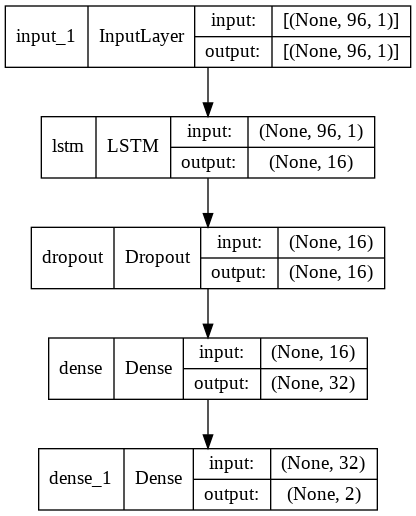 input_1 InputLayer input: [(None, 96, 1)]
output: [(None, 96, 1)]
lstm LSTM input: (None, 96, 1)
output: (None, 16)
dropout Dropout input: (None, 16)
output: (None, 16)
dense Dense input: (None, 16)
output: (None, 32)
dense_1 Dense input: (None, 32)
output: (None, 2)